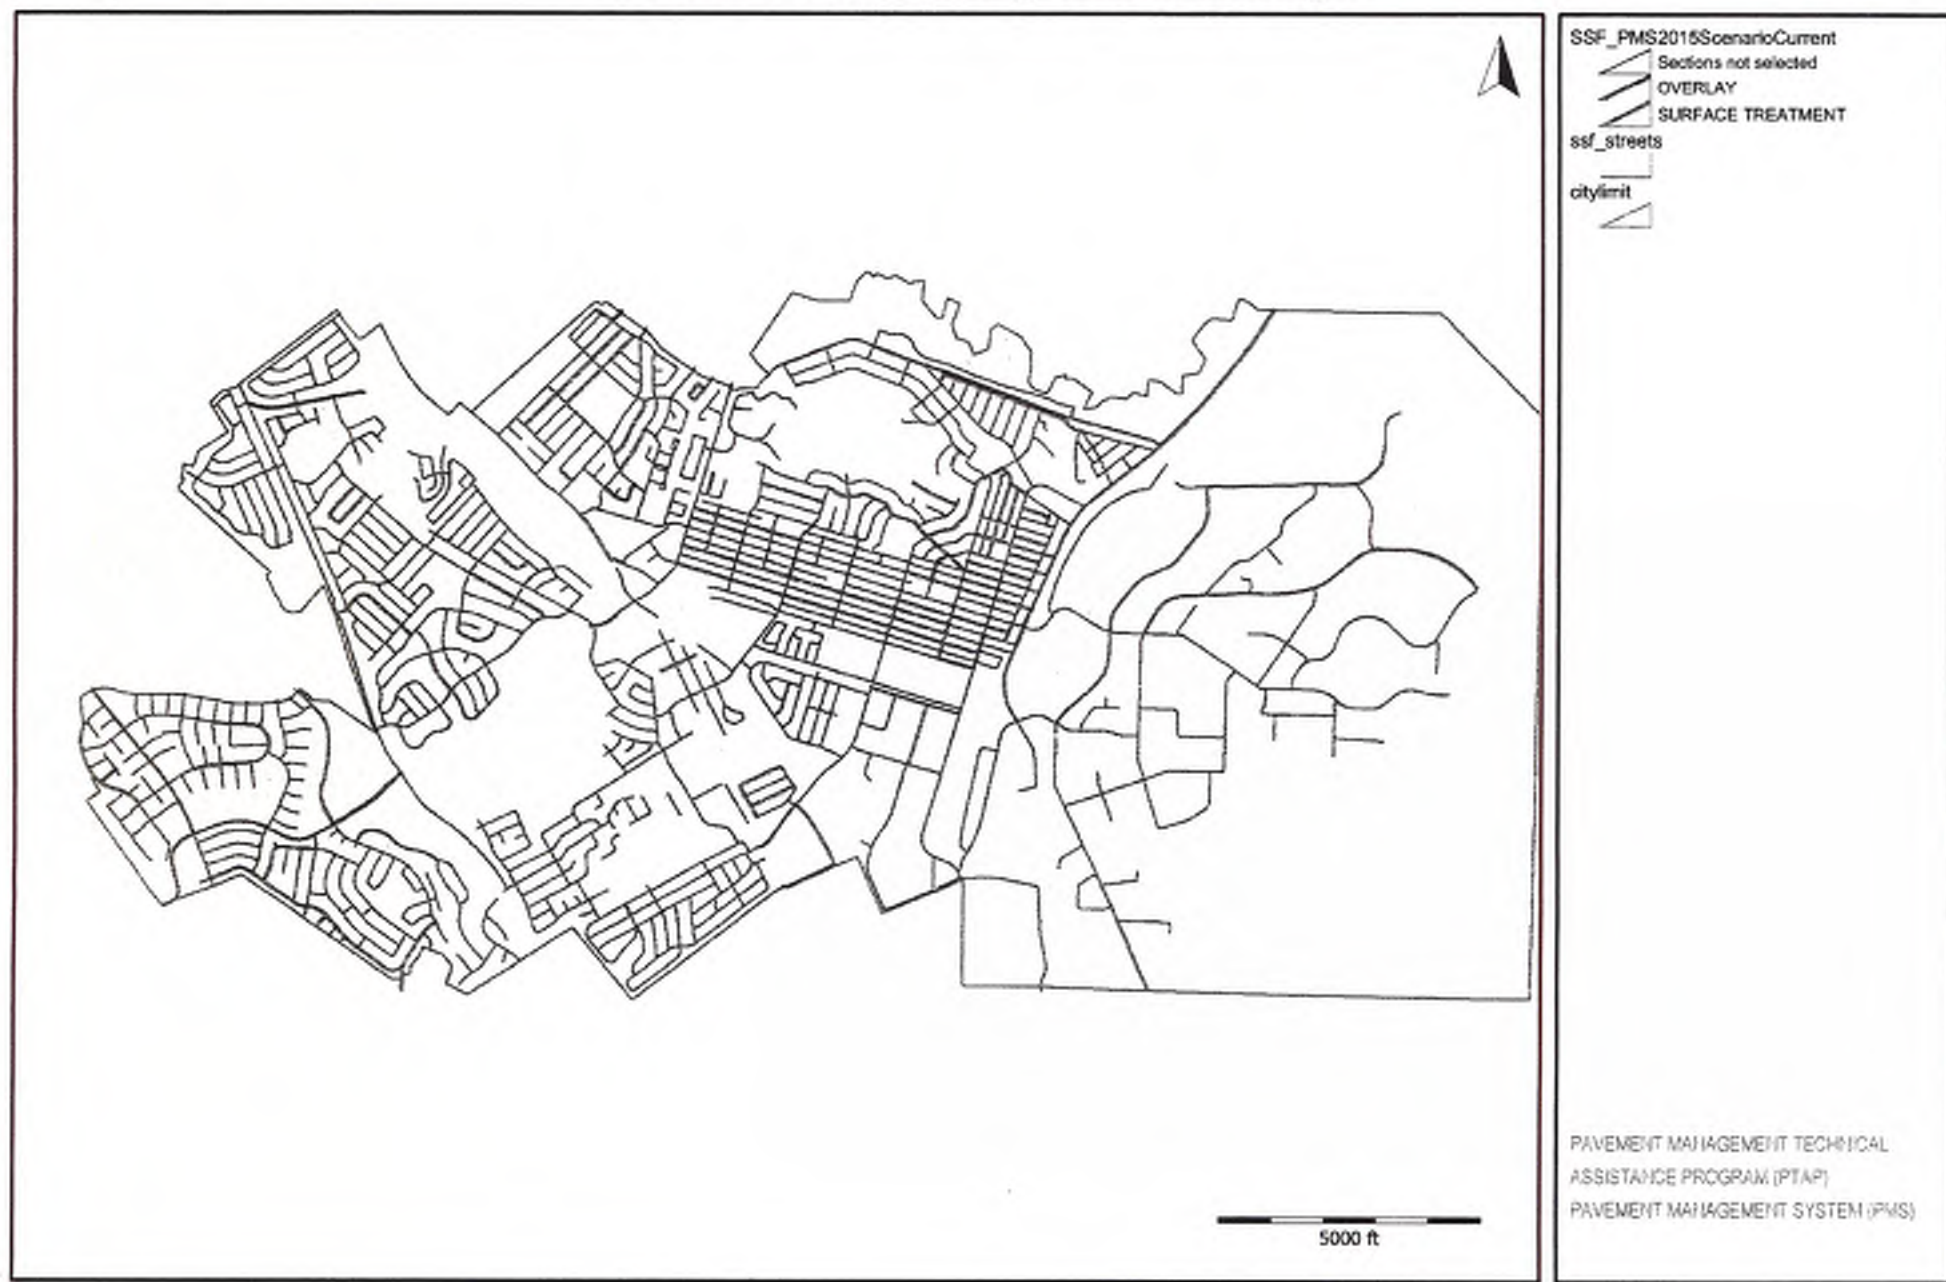 SSF_PMS2015ScenarioCurrent
Sections not selected
OVERLAY
SURFACE TREATMENT
ssf_streets
citylimit
PAVEMENT MANAGEMENT TECHNICAL
ASSISTANCE PROGRAM (PTAP)
PAVEMENT MANAGEMENT SYSTEM (PMS)
5000 ft